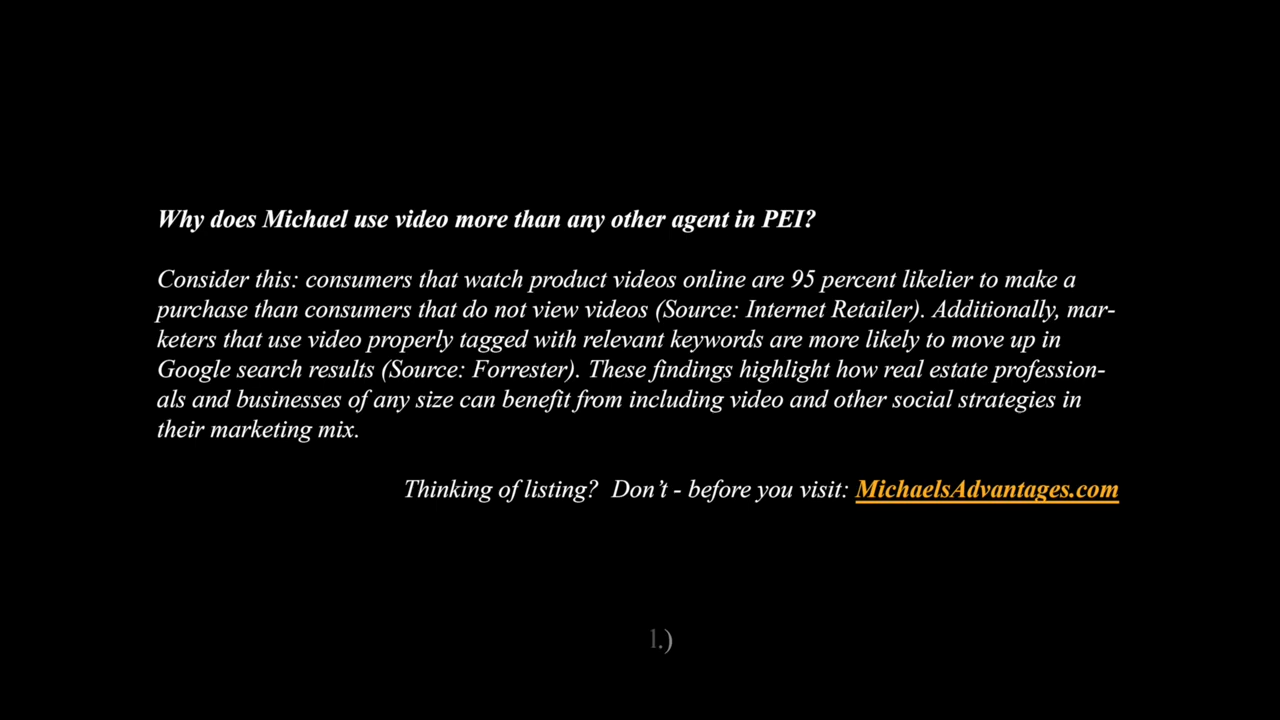 Why does Michael use video more than any other agent in PEI?
Consider this: consumers that watch product videos online are 95 percent likelier to make a
purchase than consumers that do not view videos (Source: Internet Retailer). Additionally, mar-
keters that use video properly tagged with relevant keywords are more likely to move up in
Google search results (Source: Forrester). These findings highlight how real estate profession-
als and businesses of any size can benefit from including video and other social strategies in
their marketing mix.
Thinking of listing?  Don’t - before you visit: MichaelsAdvantages.com
1.)